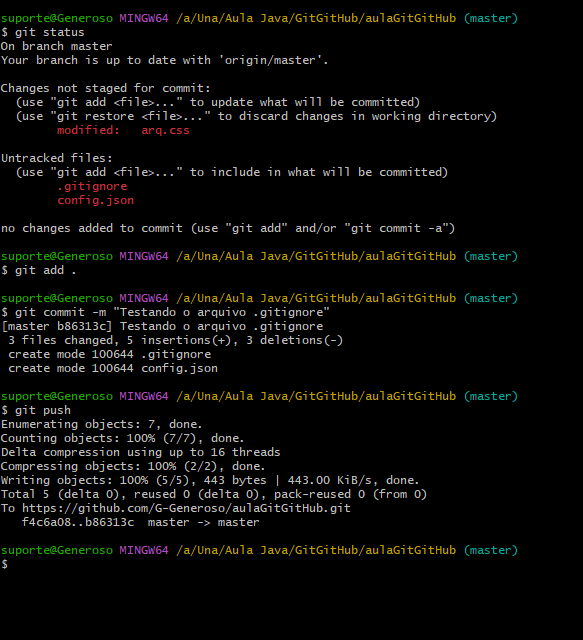 suporte@Generoso MINGW64 /a/Una/Aula Java/GitGitHub/aulaGitGitHub (master)
$ git status
On branch master
Your branch is up to date with 'origin/master'.
Changes not staged for commit:
  (use "git add <file>..." to update what will be committed)
  (use "git restore <file>..." to discard changes in working directory)
        modified:   arq.css
Untracked files:
  (use "git add <file>..." to include in what will be committed)
        .gitignore
        config.json
no changes added to commit (use "git add" and/or "git commit -a")
suporte@Generoso MINGW64 /a/Una/Aula Java/GitGitHub/aulaGitGitHub (master)
$ git add .
suporte@Generoso MINGW64 /a/Una/Aula Java/GitGitHub/aulaGitGitHub (master)
$ git commit -m "Testando o arquivo .gitignore"
[master b86313c] Testando o arquivo .gitignore
 3 files changed, 5 insertions(+), 3 deletions(-)
 create mode 100644 .gitignore
 create mode 100644 config.json
suporte@Generoso MINGW64 /a/Una/Aula Java/GitGitHub/aulaGitGitHub (master)
$ git push
Enumerating objects: 7, done.
Counting objects: 100% (7/7), done.
Delta compression using up to 16 threads
Compressing objects: 100% (2/2), done.
Writing objects: 100% (5/5), 443 bytes | 443.00 KiB/s, done.
Total 5 (delta 0), reused 0 (delta 0), pack-reused 0 (from 0)
To https://github.com/G-Generoso/aulaGitGitHub.git
   f4c6a08..b86313c  master -> master
suporte@Generoso MINGW64 /a/Una/Aula Java/GitGitHub/aulaGitGitHub (master)
$